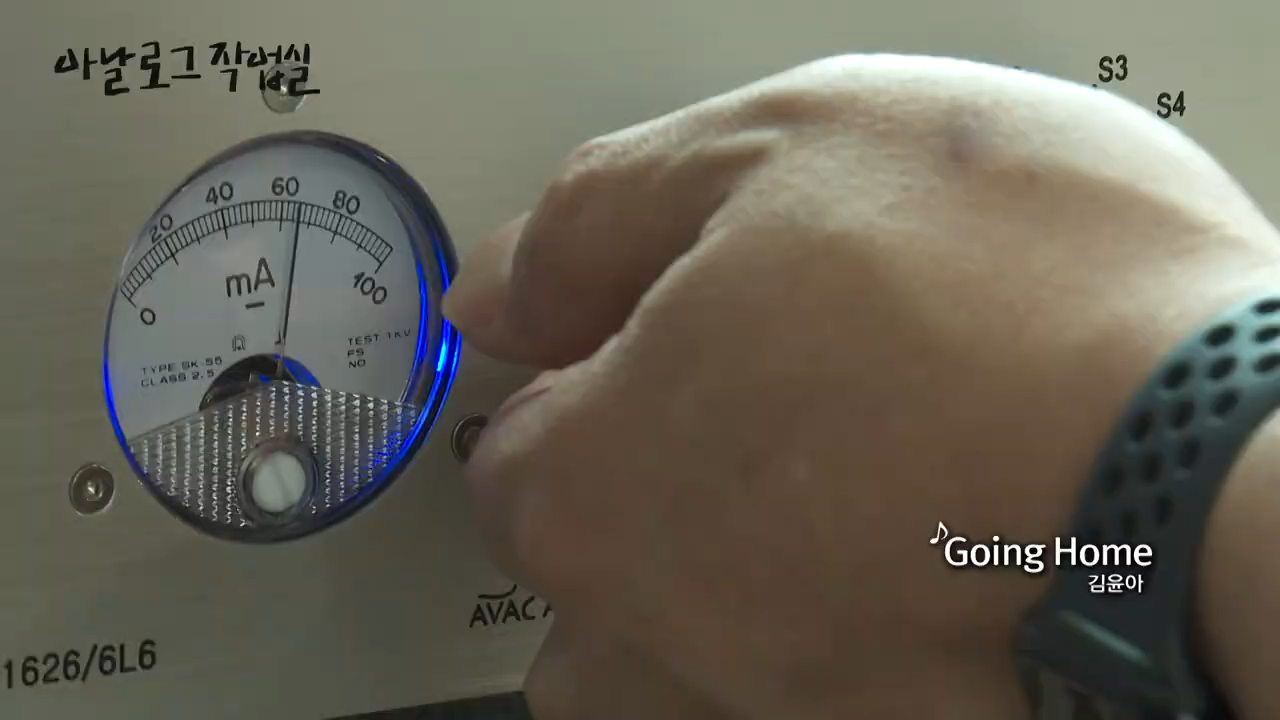 아날로그 작업실
S3
S4
0 20 40 60 80 100
mA
TYPE SK-55
CLASS 2.5
TEST 1KV
FS
NO
♪Going Home
김윤아
AVAC
1626/6L6